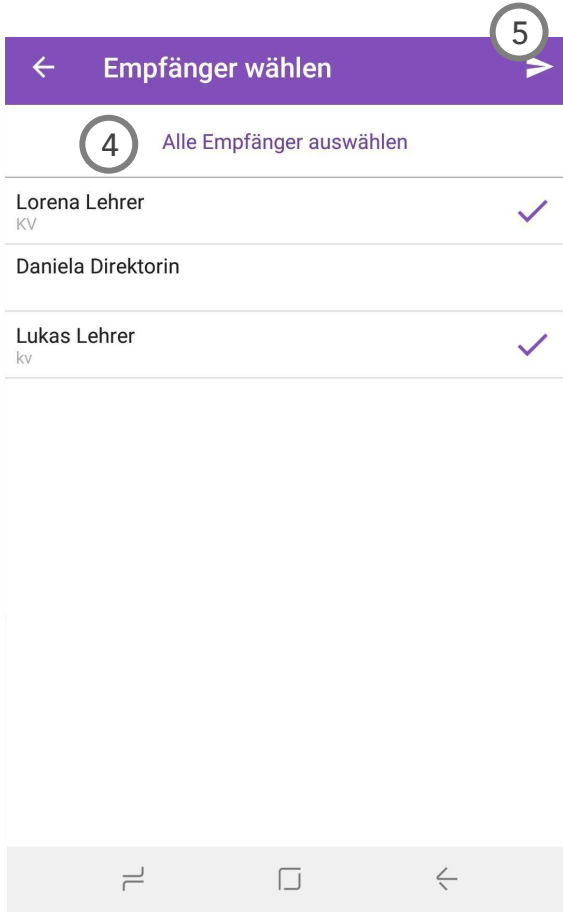 5
Empfänger wählen
4
Alle Empfänger auswählen
Lorena Lehrer
KV
Daniela Direktorin
Lukas Lehrer
kv